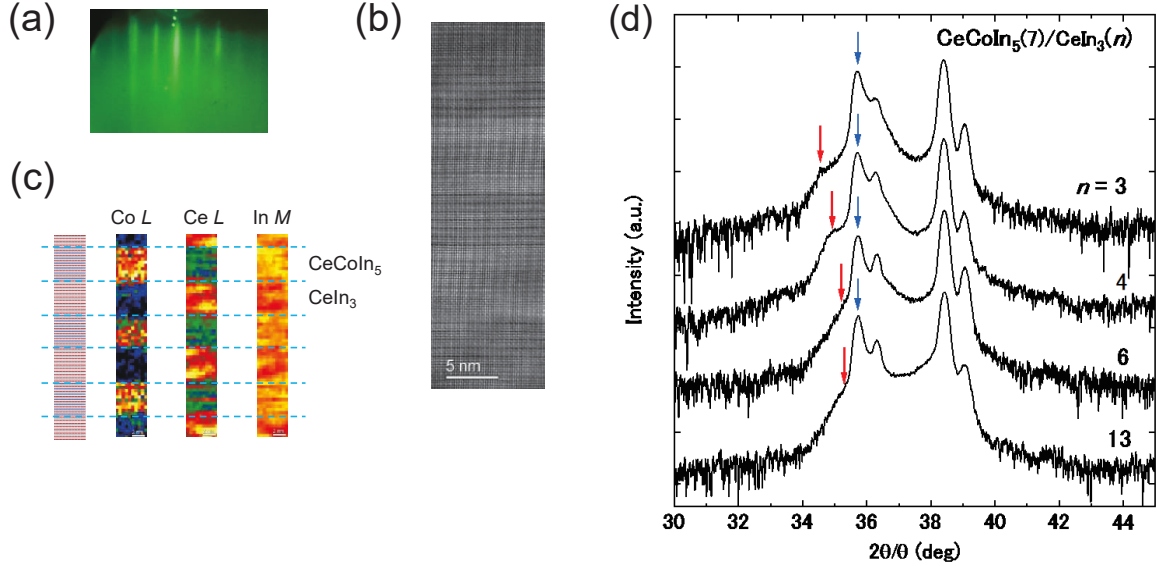 (a)
(b)
5 nm
(c)
Co L Ce L In M
CeCoIn₅
CeIn₃
(d)
CeCoIn₅(7)/CeIn₃(n)
n = 3
4
6
13
Intensity (a.u.)
30 32 34 36 38 40 42 44
2θ/θ (deg)